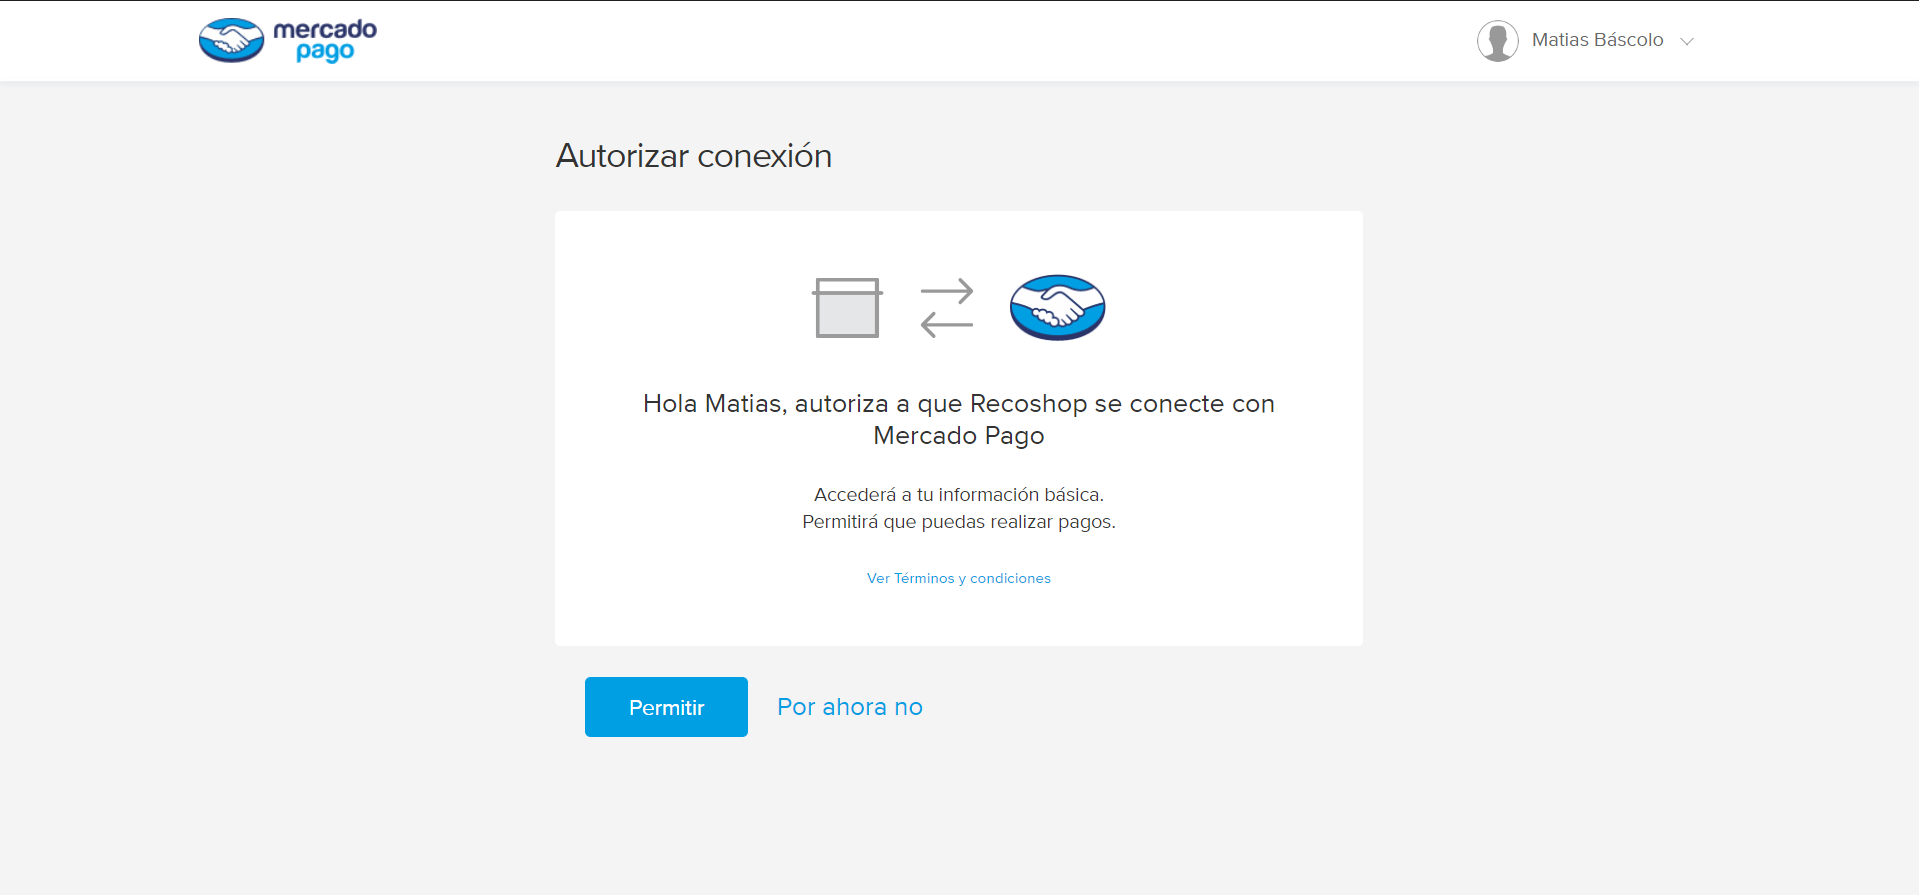 mercado
pago
Matias Báscolo
Autorizar conexión
Hola Matias, autoriza a que Recoshop se conecte con
Mercado Pago
Accederá a tu información básica.
Permitirá que puedas realizar pagos.
Ver Términos y condiciones
Permitir
Por ahora no